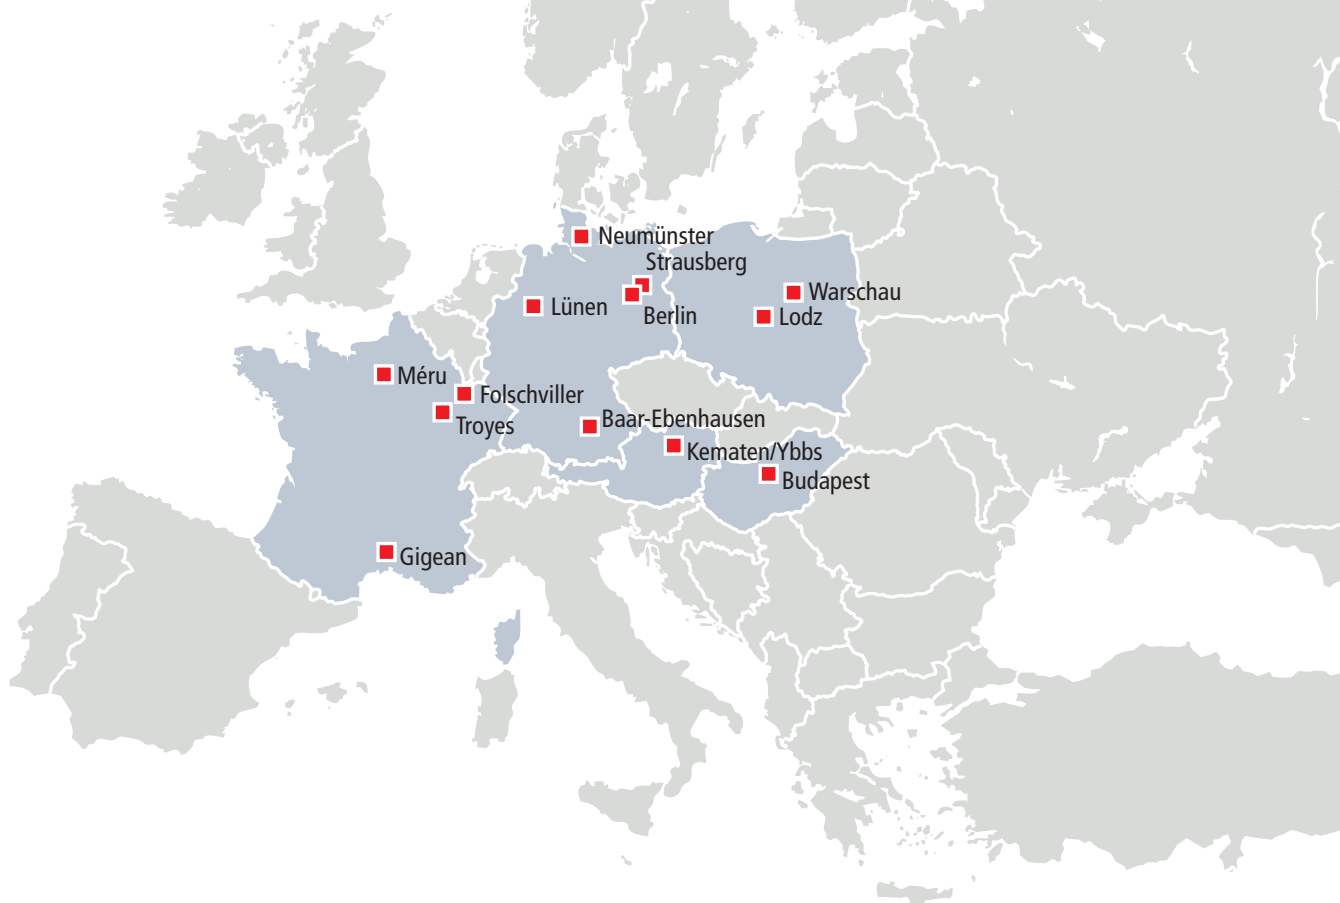 Neumünster
Strausberg
Warschau
Lünen
Berlin
Lodz
Méru
Folschviller
Troyes
Baar-Ebenhausen
Kematen/Ybbs
Budapest
Gigean